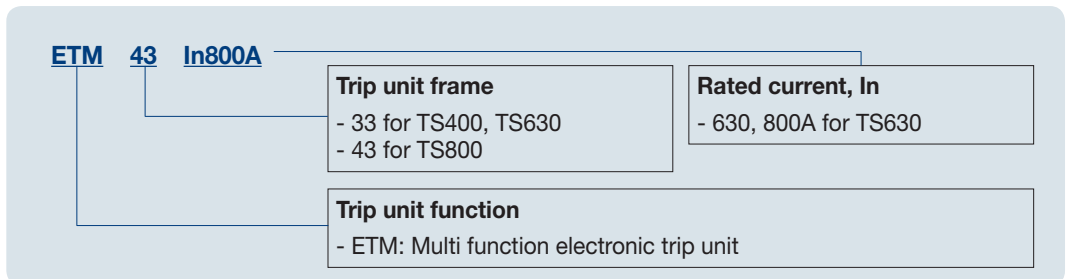 ETM 43 In800A
Trip unit frame
- 33 for TS400, TS630
- 43 for TS800
Rated current, In
- 630, 800A for TS630
Trip unit function
- ETM: Multi function electronic trip unit